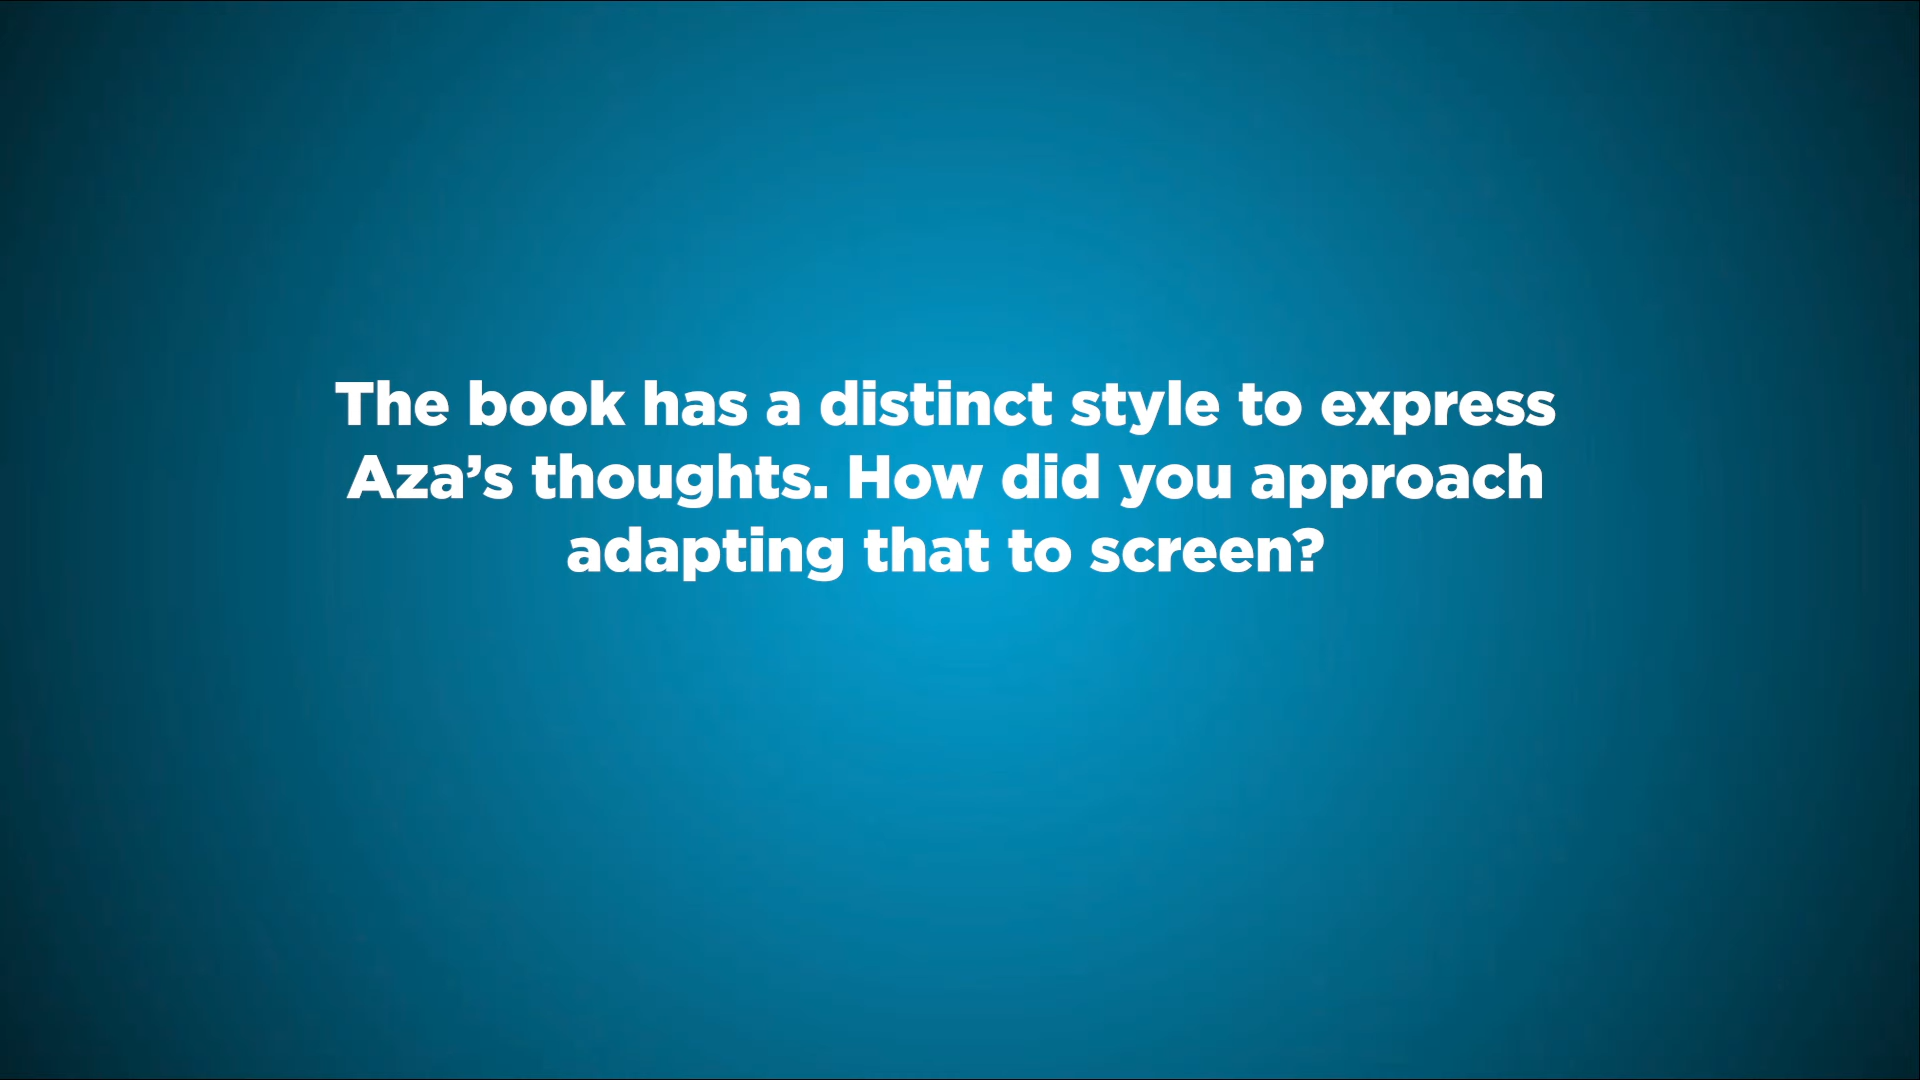 The book has a distinct style to express
Aza’s thoughts. How did you approach
adapting that to screen?